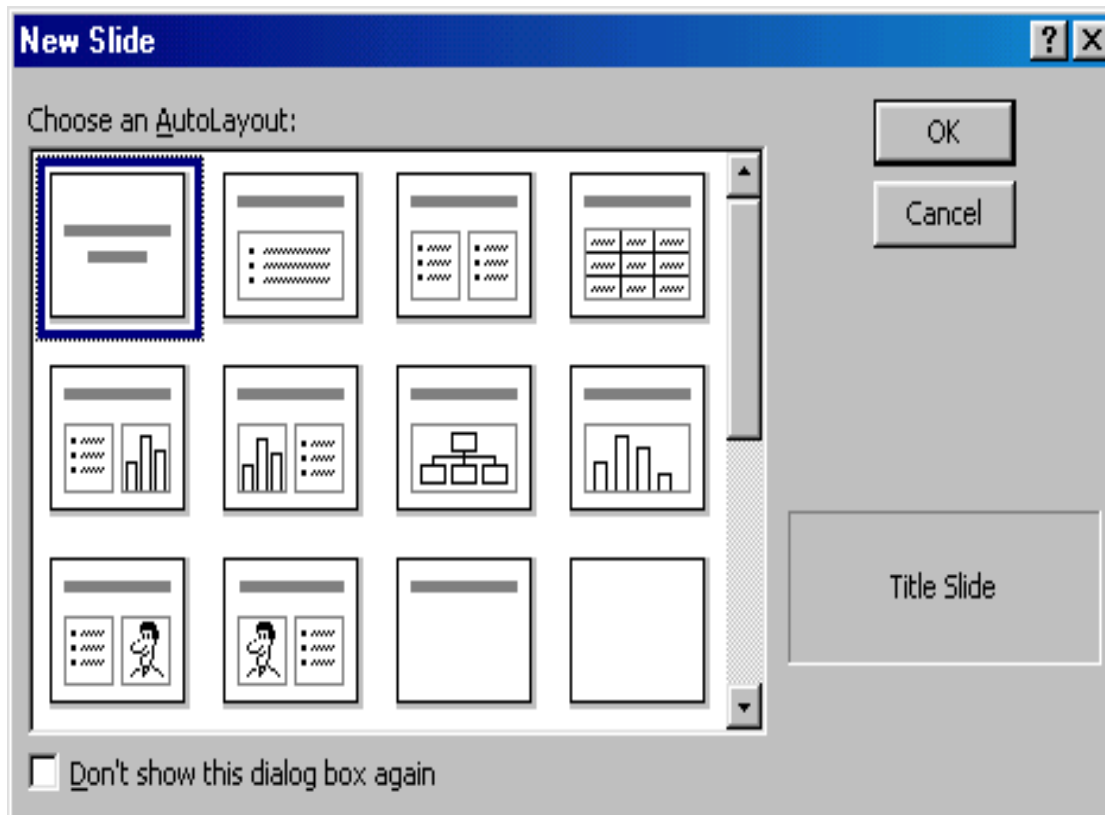 New Slide
Choose an AutoLayout:
OK
Cancel
Title Slide
Don't show this dialog box again